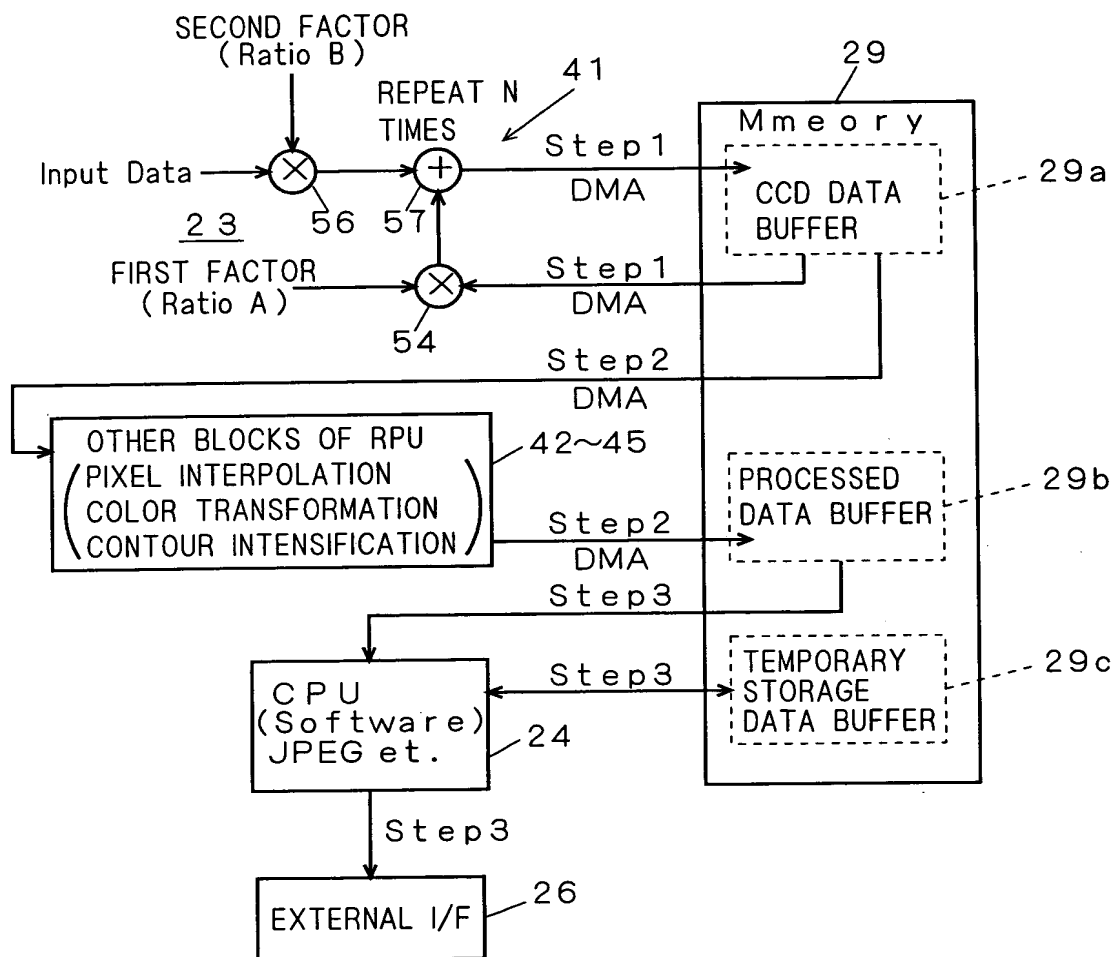 SECOND FACTOR
(Ratio B)
REPEAT N
TIMES
41
29
Mmeory
Input Data
×
56
+
57
Step1
DMA
CCD DATA
BUFFER
29a
23
FIRST FACTOR
(Ratio A)
×
54
Step1
DMA
Step2
DMA
OTHER BLOCKS OF RPU
(PIXEL INTERPOLATION
COLOR TRANSFORMATION
CONTOUR INTENSIFICATION)
42~45
Step2
DMA
PROCESSED
DATA BUFFER
29b
Step3
CPU
(Software)
JPEG et.
24
Step3
TEMPORARY
STORAGE
DATA BUFFER
29c
Step3
EXTERNAL I/F
26